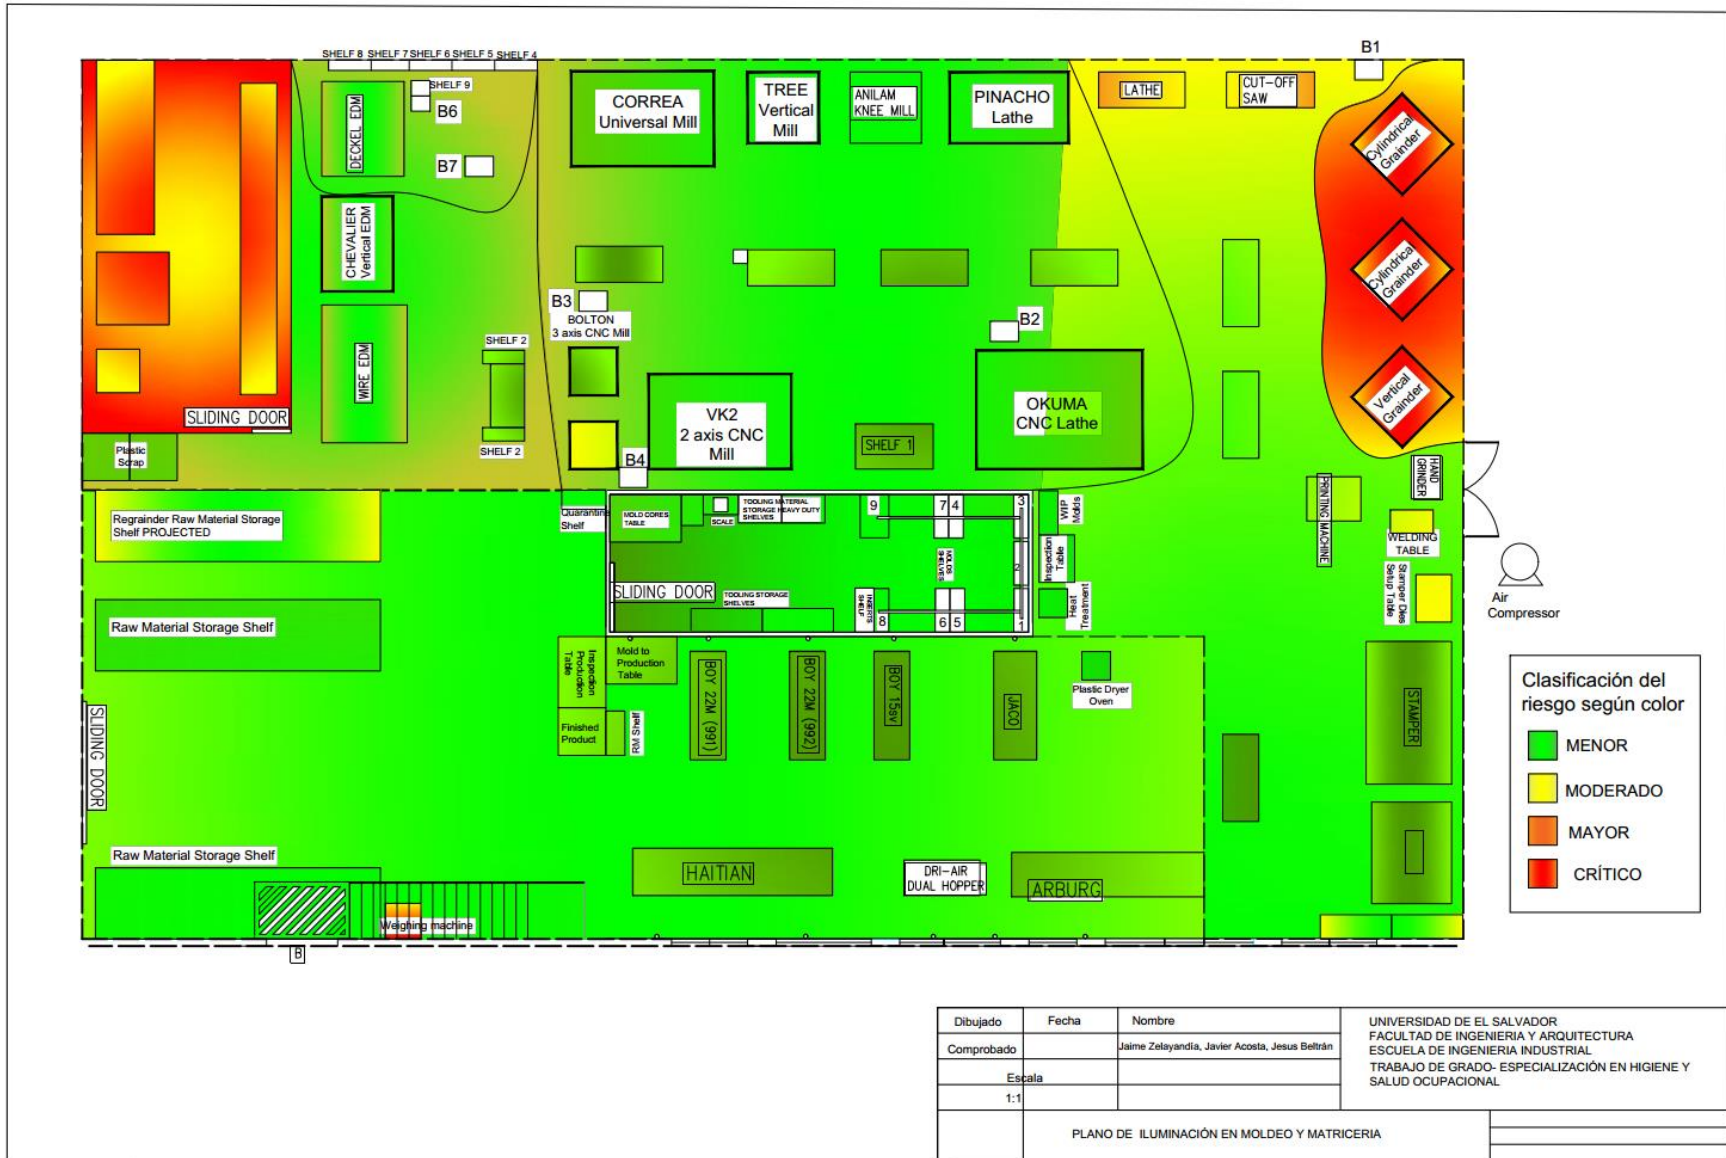 B1
SHELF 8 SHELF 7 SHELF 6 SHELF 5 SHELF 4
SHELF 9
B6
B7
DECKEL EDM
CORREA
Universal Mill
TREE
Vertical
Mill
ANILAM
KNEE MILL
PINACHO
Lathe
LATHE
CUT-OFF
SAW
Cylindrical
Grainder
CHEVALIER
Vertical EDM
Cylindrica
Grainder
B3
BOLTON
3 axis CNC Mill
B2
SHELF 2
WIRE EDM
VK2
2 axis CNC
Mill
OKUMA
CNC Lathe
Vertical
Grainder
SLIDING DOOR
SHELF 1
Plastic
Scrap
SHELF 2
B4
HAND
GRINDER
PRINTING MACHINE
Regrainder Raw Material Storage
Shelf PROJECTED
Quarantine
Shelf
MOLD CORES
TABLE
SCALE
TOOLING MATERIAL
STORAGE HEAVY DUTY
SHELVES
9
7
4
3
WIP
Molds
WELDING
TABLE
Inspection
Table
MOLDS
SHELVES
2
Stamper Dies
Setup Table
Air
Compressor
SLIDING DOOR
TOOLING STORAGE
SHELVES
INSERTS
SHELF
8
6
5
1
Heat
Treatment
Raw Material Storage Shelf
Inspection
Production
Table
Mold to
Production
Table
BOY 22M (991)
BOY 22M (992)
BOY 15sv
JACO
Plastic Dryer
Oven
STAMPER
Clasificación del
riesgo según color
MENOR
MODERADO
MAYOR
CRÍTICO
SLIDING DOOR
Finished
Product
RM Shelf
Raw Material Storage Shelf
HAITIAN
DRI-AIR
DUAL HOPPER
ARBURG
Weighing machine
B
Dibujado Fecha Nombre
Comprobado Jaime Zelayandía, Javier Acosta, Jesus Beltrán
Escala
1:1
UNIVERSIDAD DE EL SALVADOR
FACULTAD DE INGENIERIA Y ARQUITECTURA
ESCUELA DE INGENIERIA INDUSTRIAL
TRABAJO DE GRADO- ESPECIALIZACIÓN EN HIGIENE Y
SALUD OCUPACIONAL
PLANO DE ILUMINACIÓN EN MOLDEO Y MATRICERIA